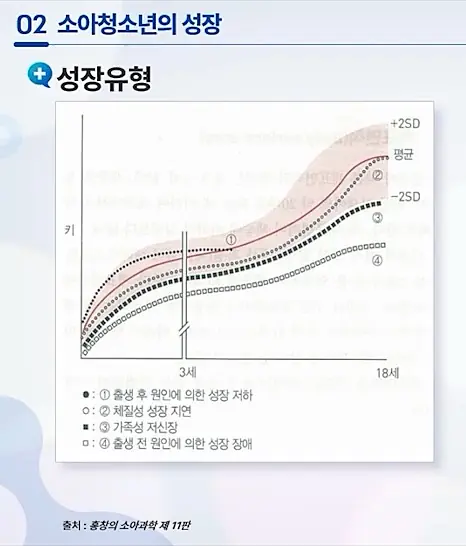 02 소아청소년의 성장
성장유형
+2SD
평균
②
-2SD
키
①
③
④
3세
18세
● : ① 출생 후 원인에 의한 성장 저하
○ : ② 체질성 성장 지연
■ : ③ 가족성 저신장
□ : ④ 출생 전 원인에 의한 성장 장애
출처 : 홍창의 소아과학 제 11판